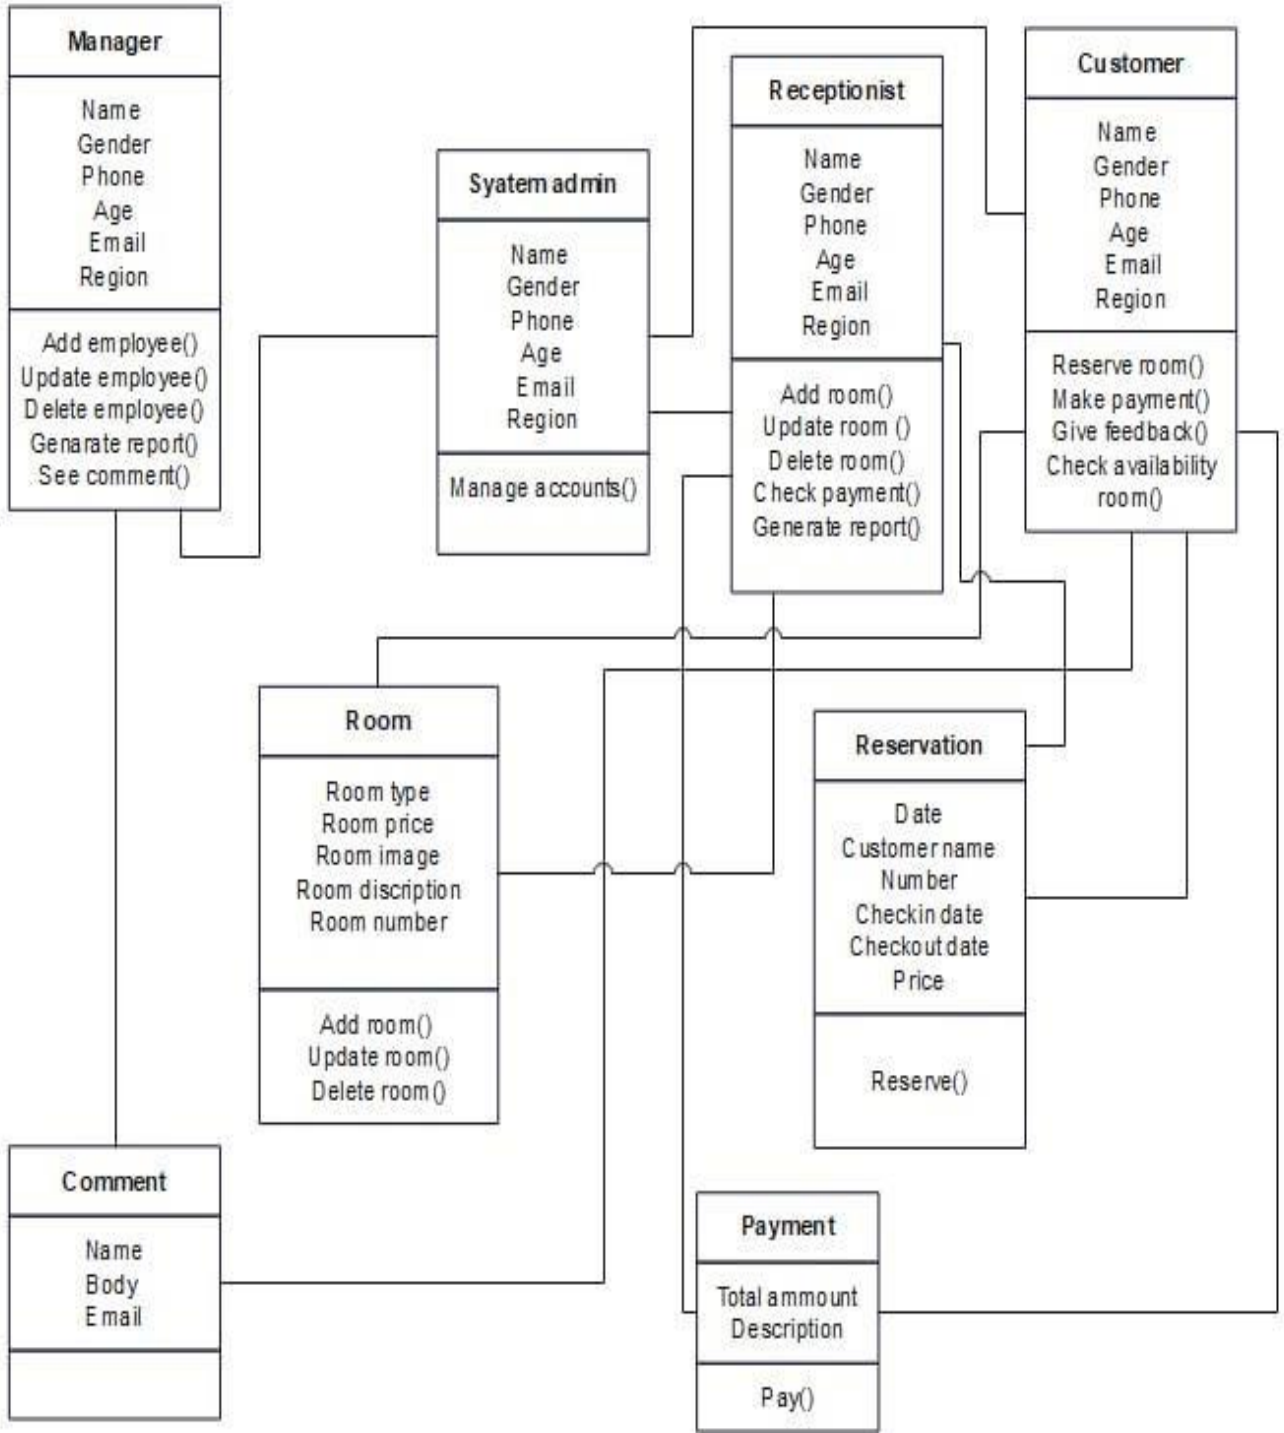 Manager
Name
Gender
Phone
Age
Email
Region
Add employee()
Update employee()
Delete employee()
Genarate report()
See comment()
Syatem admin
Name
Gender
Phone
Age
Email
Region
Manage accounts()
Receptionist
Name
Gender
Phone
Age
Email
Region
Add room()
Update room ()
Delete room()
Check payment()
Generate report()
Customer
Name
Gender
Phone
Age
Email
Region
Reserve room()
Make payment()
Give feedback()
Check availability
room()
Room
Room type
Room price
Room image
Room discription
Room number
Add room()
Update room()
Delete room()
Reservation
Date
Customer name
Number
Checkin date
Checkout date
Price
Reserve()
Comment
Name
Body
Email
Payment
Total ammount
Description
Pay()